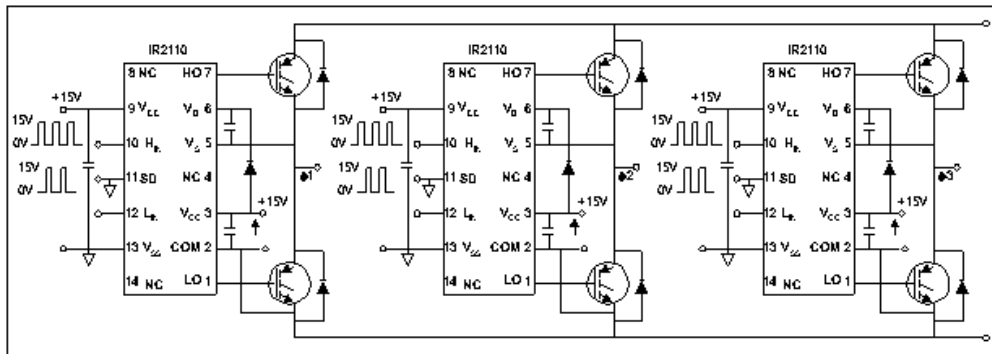 IR2110
8 NC HO 7
+15V
9 VCC VB 6
15V
0V
10 HIN VS 5
15V
0V
11 SD NC 4
12 LIN VCC 3
+15V
13 VSS COM 2
14 NC LO 1
ϕ1
IR2110
8 NC HO 7
+15V
9 VCC VB 6
15V
0V
10 HIN VS 5
15V
0V
11 SD NC 4
12 LIN VCC 3
+15V
13 VSS COM 2
14 NC LO 1
ϕ2
IR2110
8 NC HO 7
+15V
9 VCC VB 6
15V
0V
10 HIN VS 5
15V
0V
11 SD NC 4
12 LIN VCC 3
+15V
13 VSS COM 2
14 NC LO 1
ϕ3